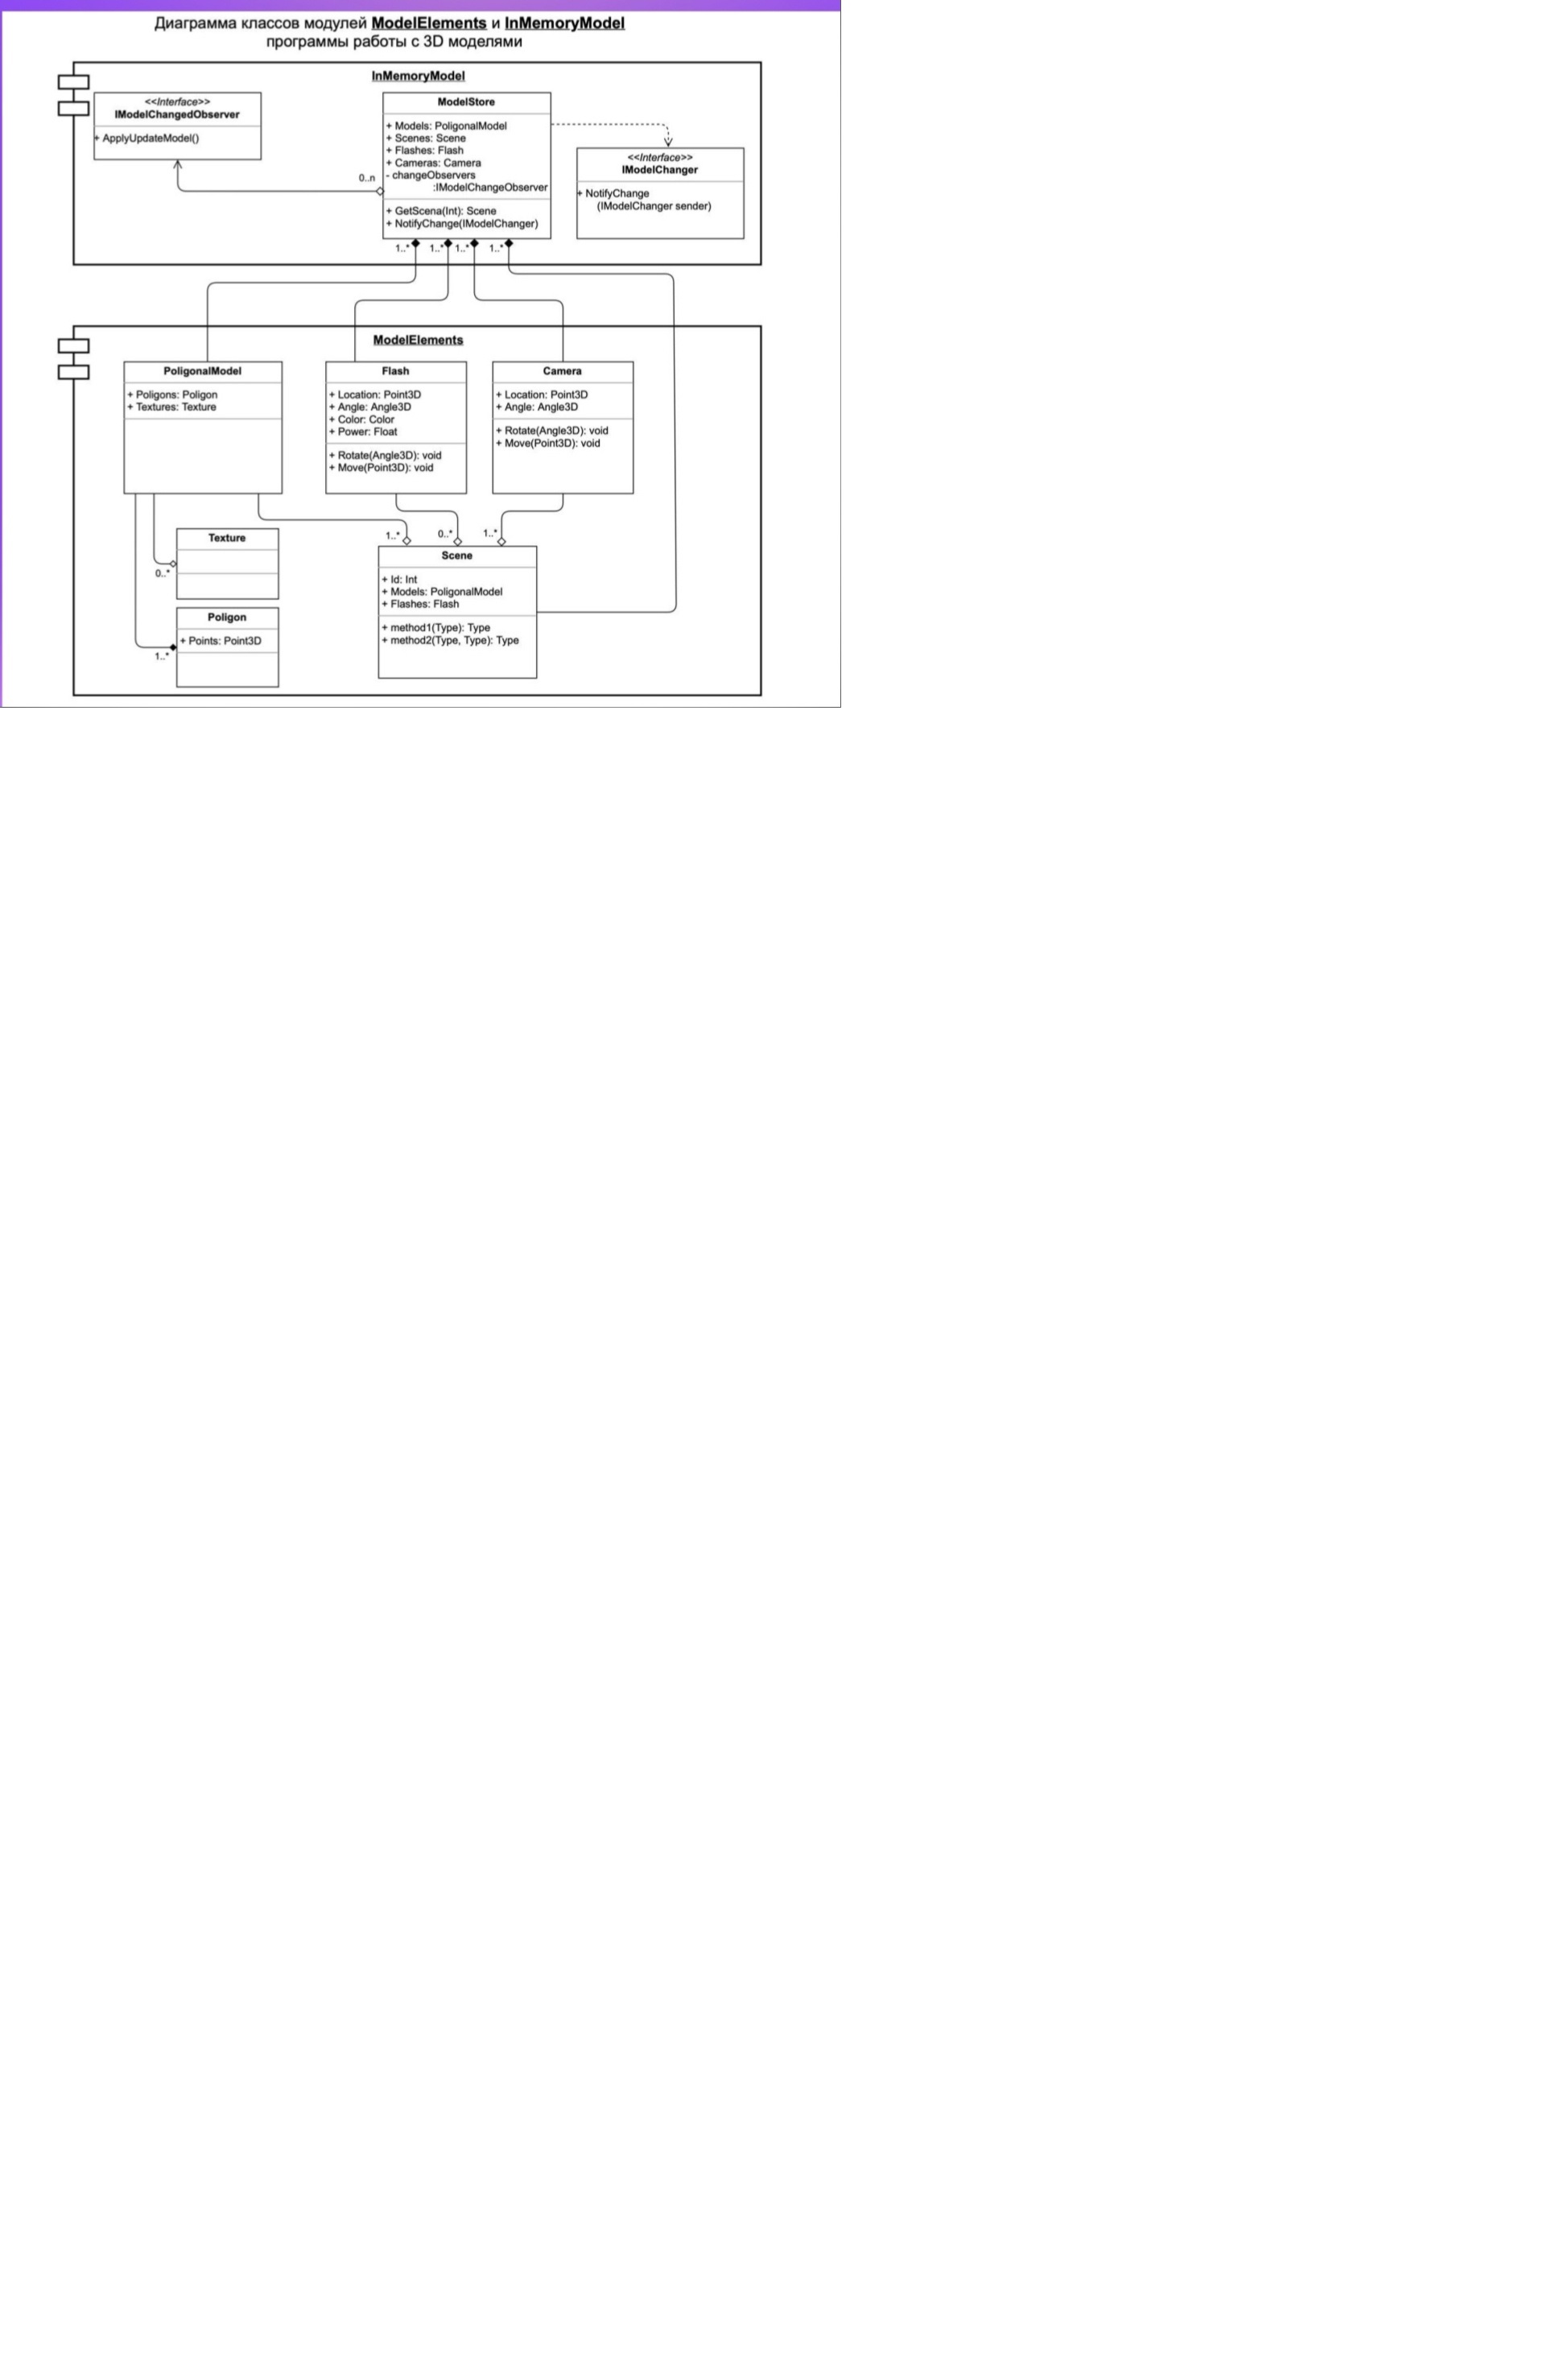 Диаграмма классов модулей ModelElements и InMemoryModel
программы работы с 3D моделями
InMemoryModel
<<Interface>>
IModelChangedObserver
+ ApplyUpdateModel()
ModelStore
+ Models: PoligonalModel
+ Scenes: Scene
+ Flashes: Flash
+ Cameras: Camera
- changeObservers
:IModelChangeObserver
+ GetScena(Int): Scene
+ NotifyChange(IModelChanger)
<<Interface>>
IModelChanger
+ NotifyChange
(IModelChanger sender)
0..n
1..*
1..*
1..*
1..*
ModelElements
PoligonalModel
+ Poligons: Poligon
+ Textures: Texture
Flash
+ Location: Point3D
+ Angle: Angle3D
+ Color: Color
+ Power: Float
+ Rotate(Angle3D): void
+ Move(Point3D): void
Camera
+ Location: Point3D
+ Angle: Angle3D
+ Rotate(Angle3D): void
+ Move(Point3D): void
Texture
0..*
Poligon
+ Points: Point3D
1..*
1..*
0..*
1..*
Scene
+ Id: Int
+ Models: PoligonalModel
+ Flashes: Flash
+ method1(Type): Type
+ method2(Type, Type): Type